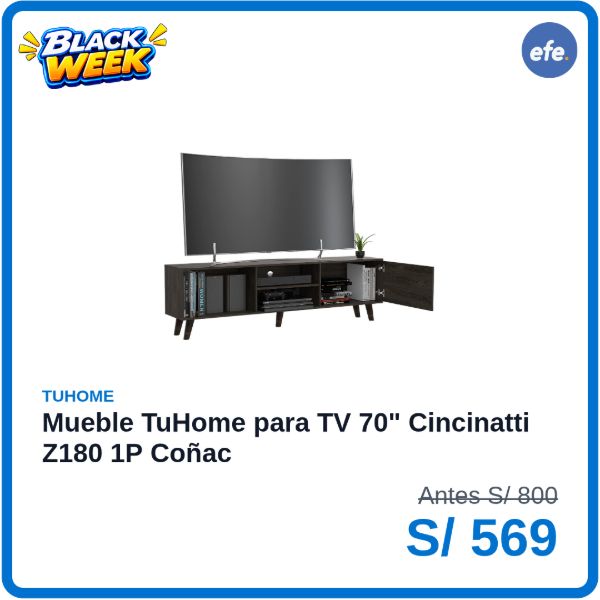 BLACK
WEEK
efe.
TUHOME
Mueble TuHome para TV 70" Cincinatti
Z180 1P Coñac
Antes S/ 800
S/ 569